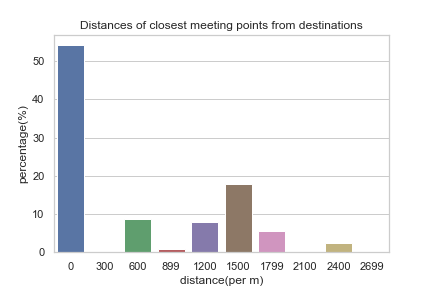 Distances of closest meeting points from destinations
percentage(%)
50
40
30
20
10
0
0 300 600 899 1200 1500 1799 2100 2400 2699
distance(per m)